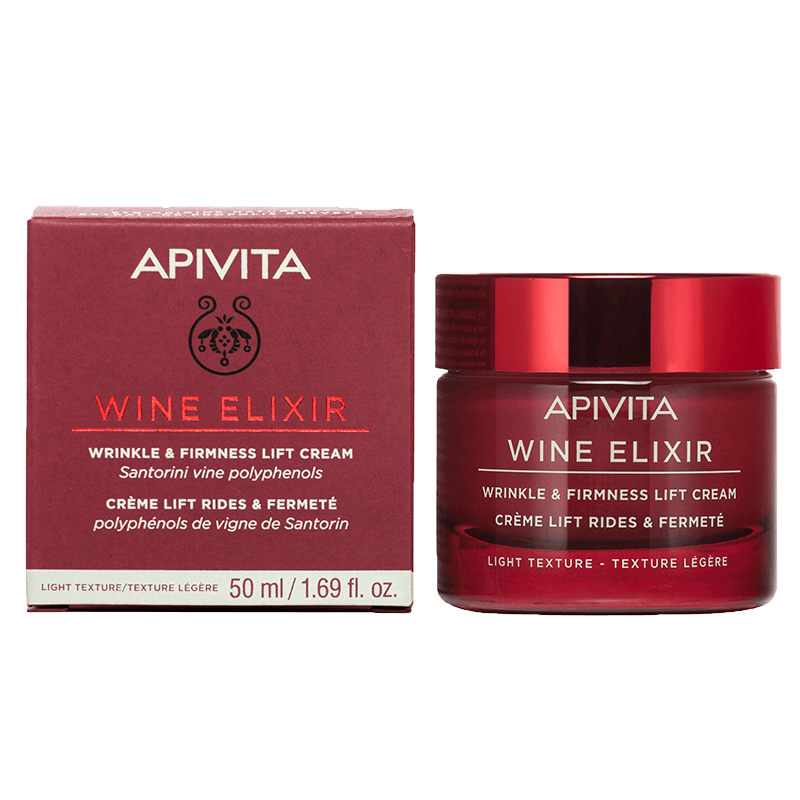 APIVITA
WINE ELIXIR
WRINKLE & FIRMNESS LIFT CREAM
Santorini vine polyphenols
CRÈME LIFT RIDES & FERMETÉ
polyphénols de vigne de Santorin
LIGHT TEXTURE/TEXTURE LÉGÈRE 50 ml / 1.69 fl. oz.
APIVITA
WINE ELIXIR
WRINKLE & FIRMNESS LIFT CREAM
CRÈME LIFT RIDES & FERMETÉ
LIGHT TEXTURE - TEXTURE LÉGÈRE